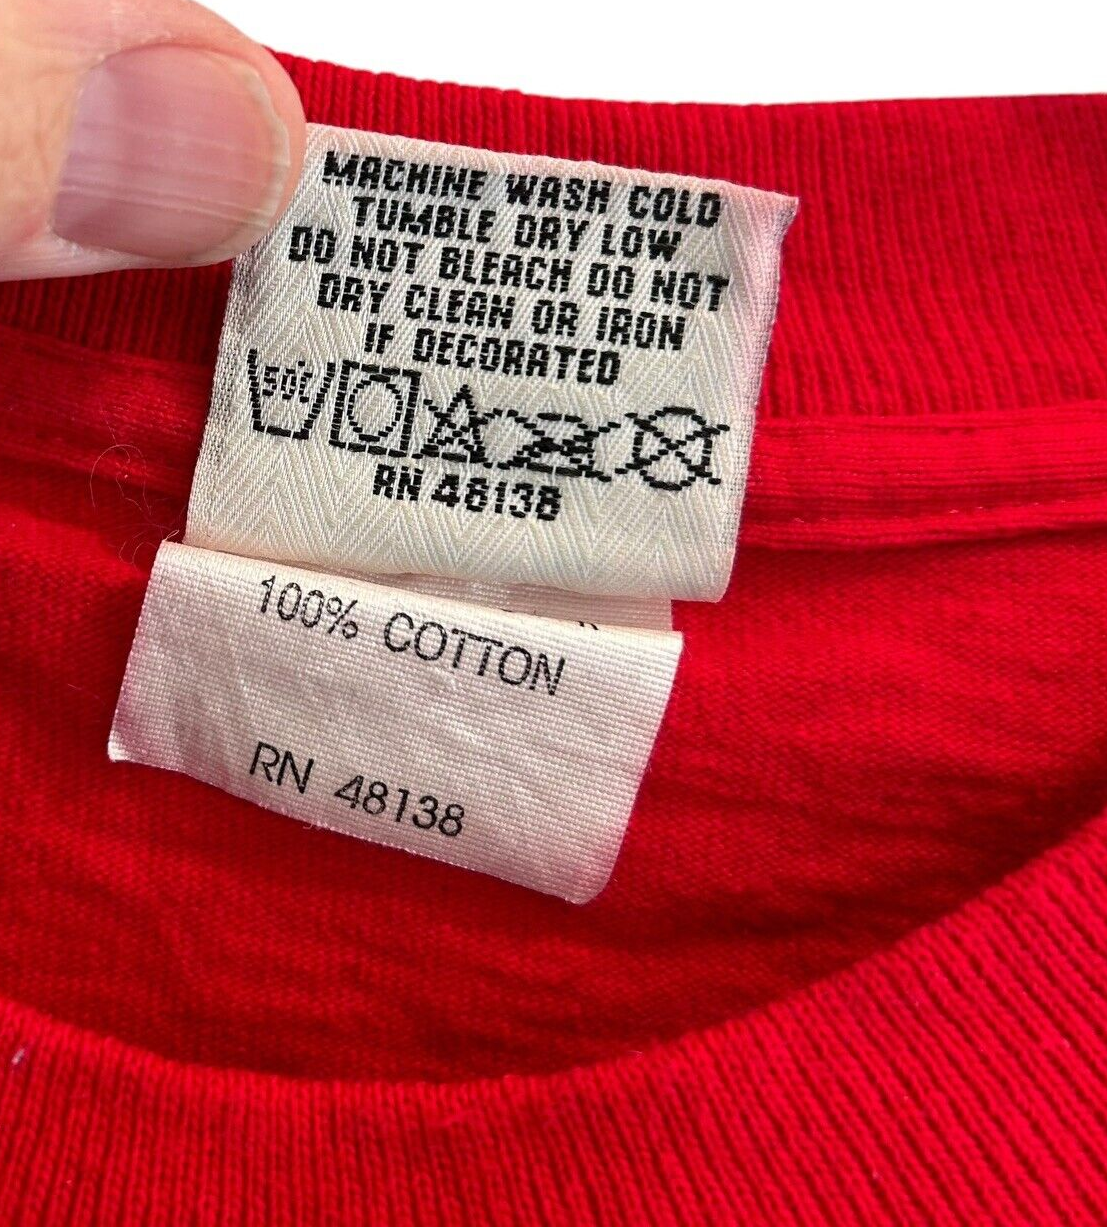 MACHINE WASH COLD
TUMBLE DRY LOW
DO NOT BLEACH DO NOT
DRY CLEAN OR IRON
IF DECORATED
RN 48138
100% COTTON
RN 48138